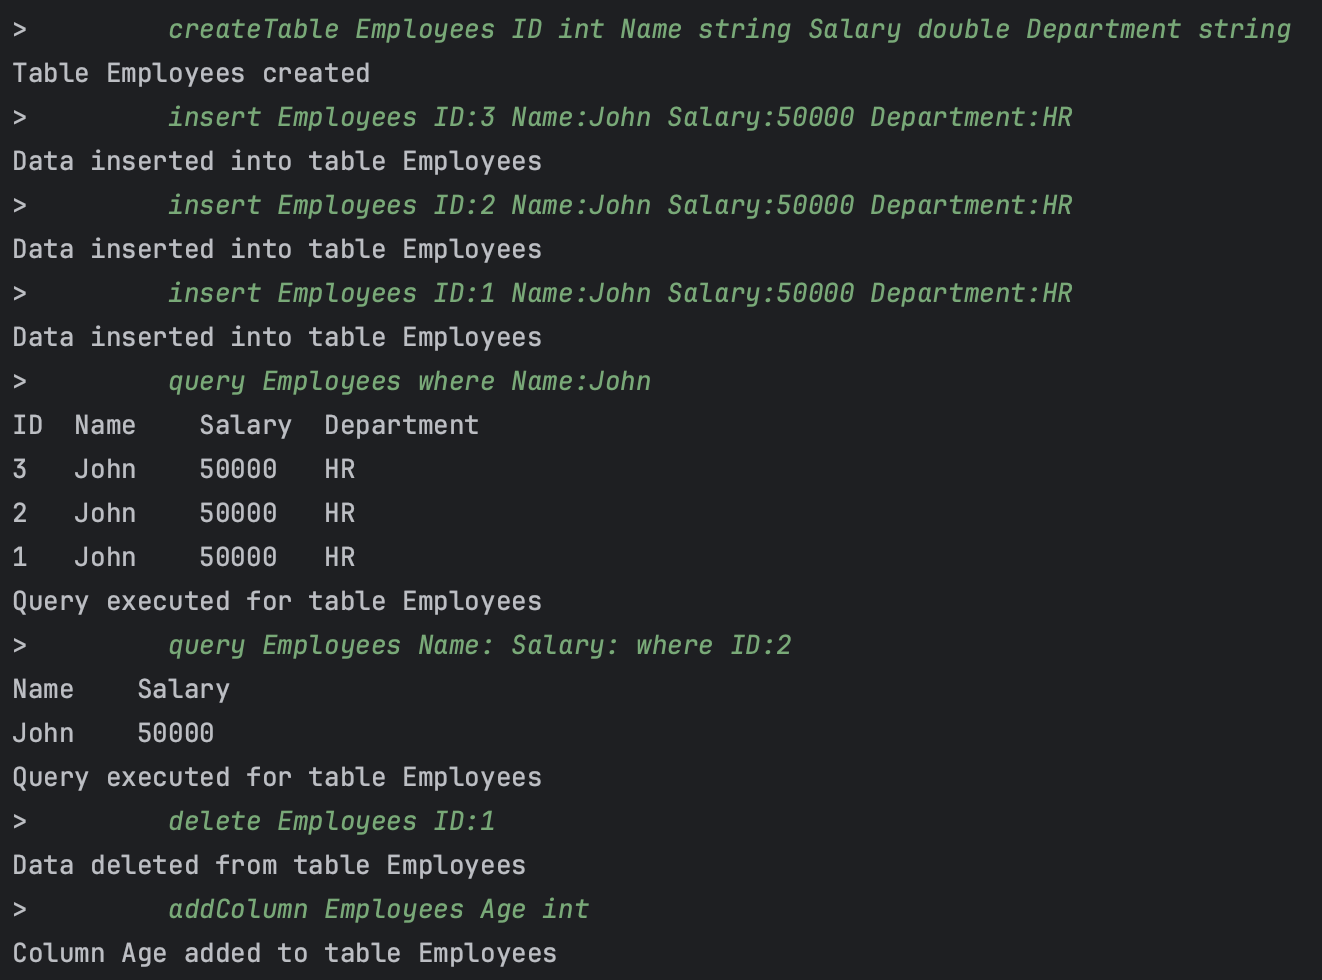 > createTable Employees ID int Name string Salary double Department string
Table Employees created
> insert Employees ID:3 Name:John Salary:50000 Department:HR
Data inserted into table Employees
> insert Employees ID:2 Name:John Salary:50000 Department:HR
Data inserted into table Employees
> insert Employees ID:1 Name:John Salary:50000 Department:HR
Data inserted into table Employees
> query Employees where Name:John
ID Name Salary Department
3 John 50000 HR
2 John 50000 HR
1 John 50000 HR
Query executed for table Employees
> query Employees Name: Salary: where ID:2
Name Salary
John 50000
Query executed for table Employees
> delete Employees ID:1
Data deleted from table Employees
> addColumn Employees Age int
Column Age added to table Employees